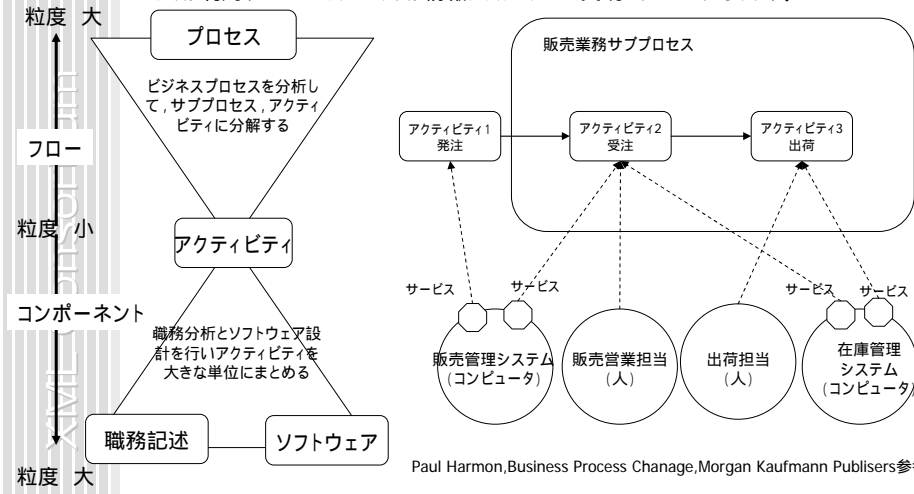 粒度 大
プロセス
ビジネスプロセスを分析し
て,サブプロセス,アクティ
ビティに分解する
フロー
粒度 小
アクティビティ
コンポーネント
職務分析とソフトウェア設
計を行いアクティビティを
大きな単位にまとめる
職務記述
ソフトウェア
粒度 大
販売業務サブプロセス
アクティビティ1
発注
アクティビティ2
受注
アクティビティ3
出荷
サービス
サービス
サービス
サービス
販売管理システム
(コンピュータ)
販売営業担当
(人)
出荷担当
(人)
在庫管理
システム
(コンピュータ)
Paul Harmon,Business Process Chanage,Morgan Kaufmann Publisers参